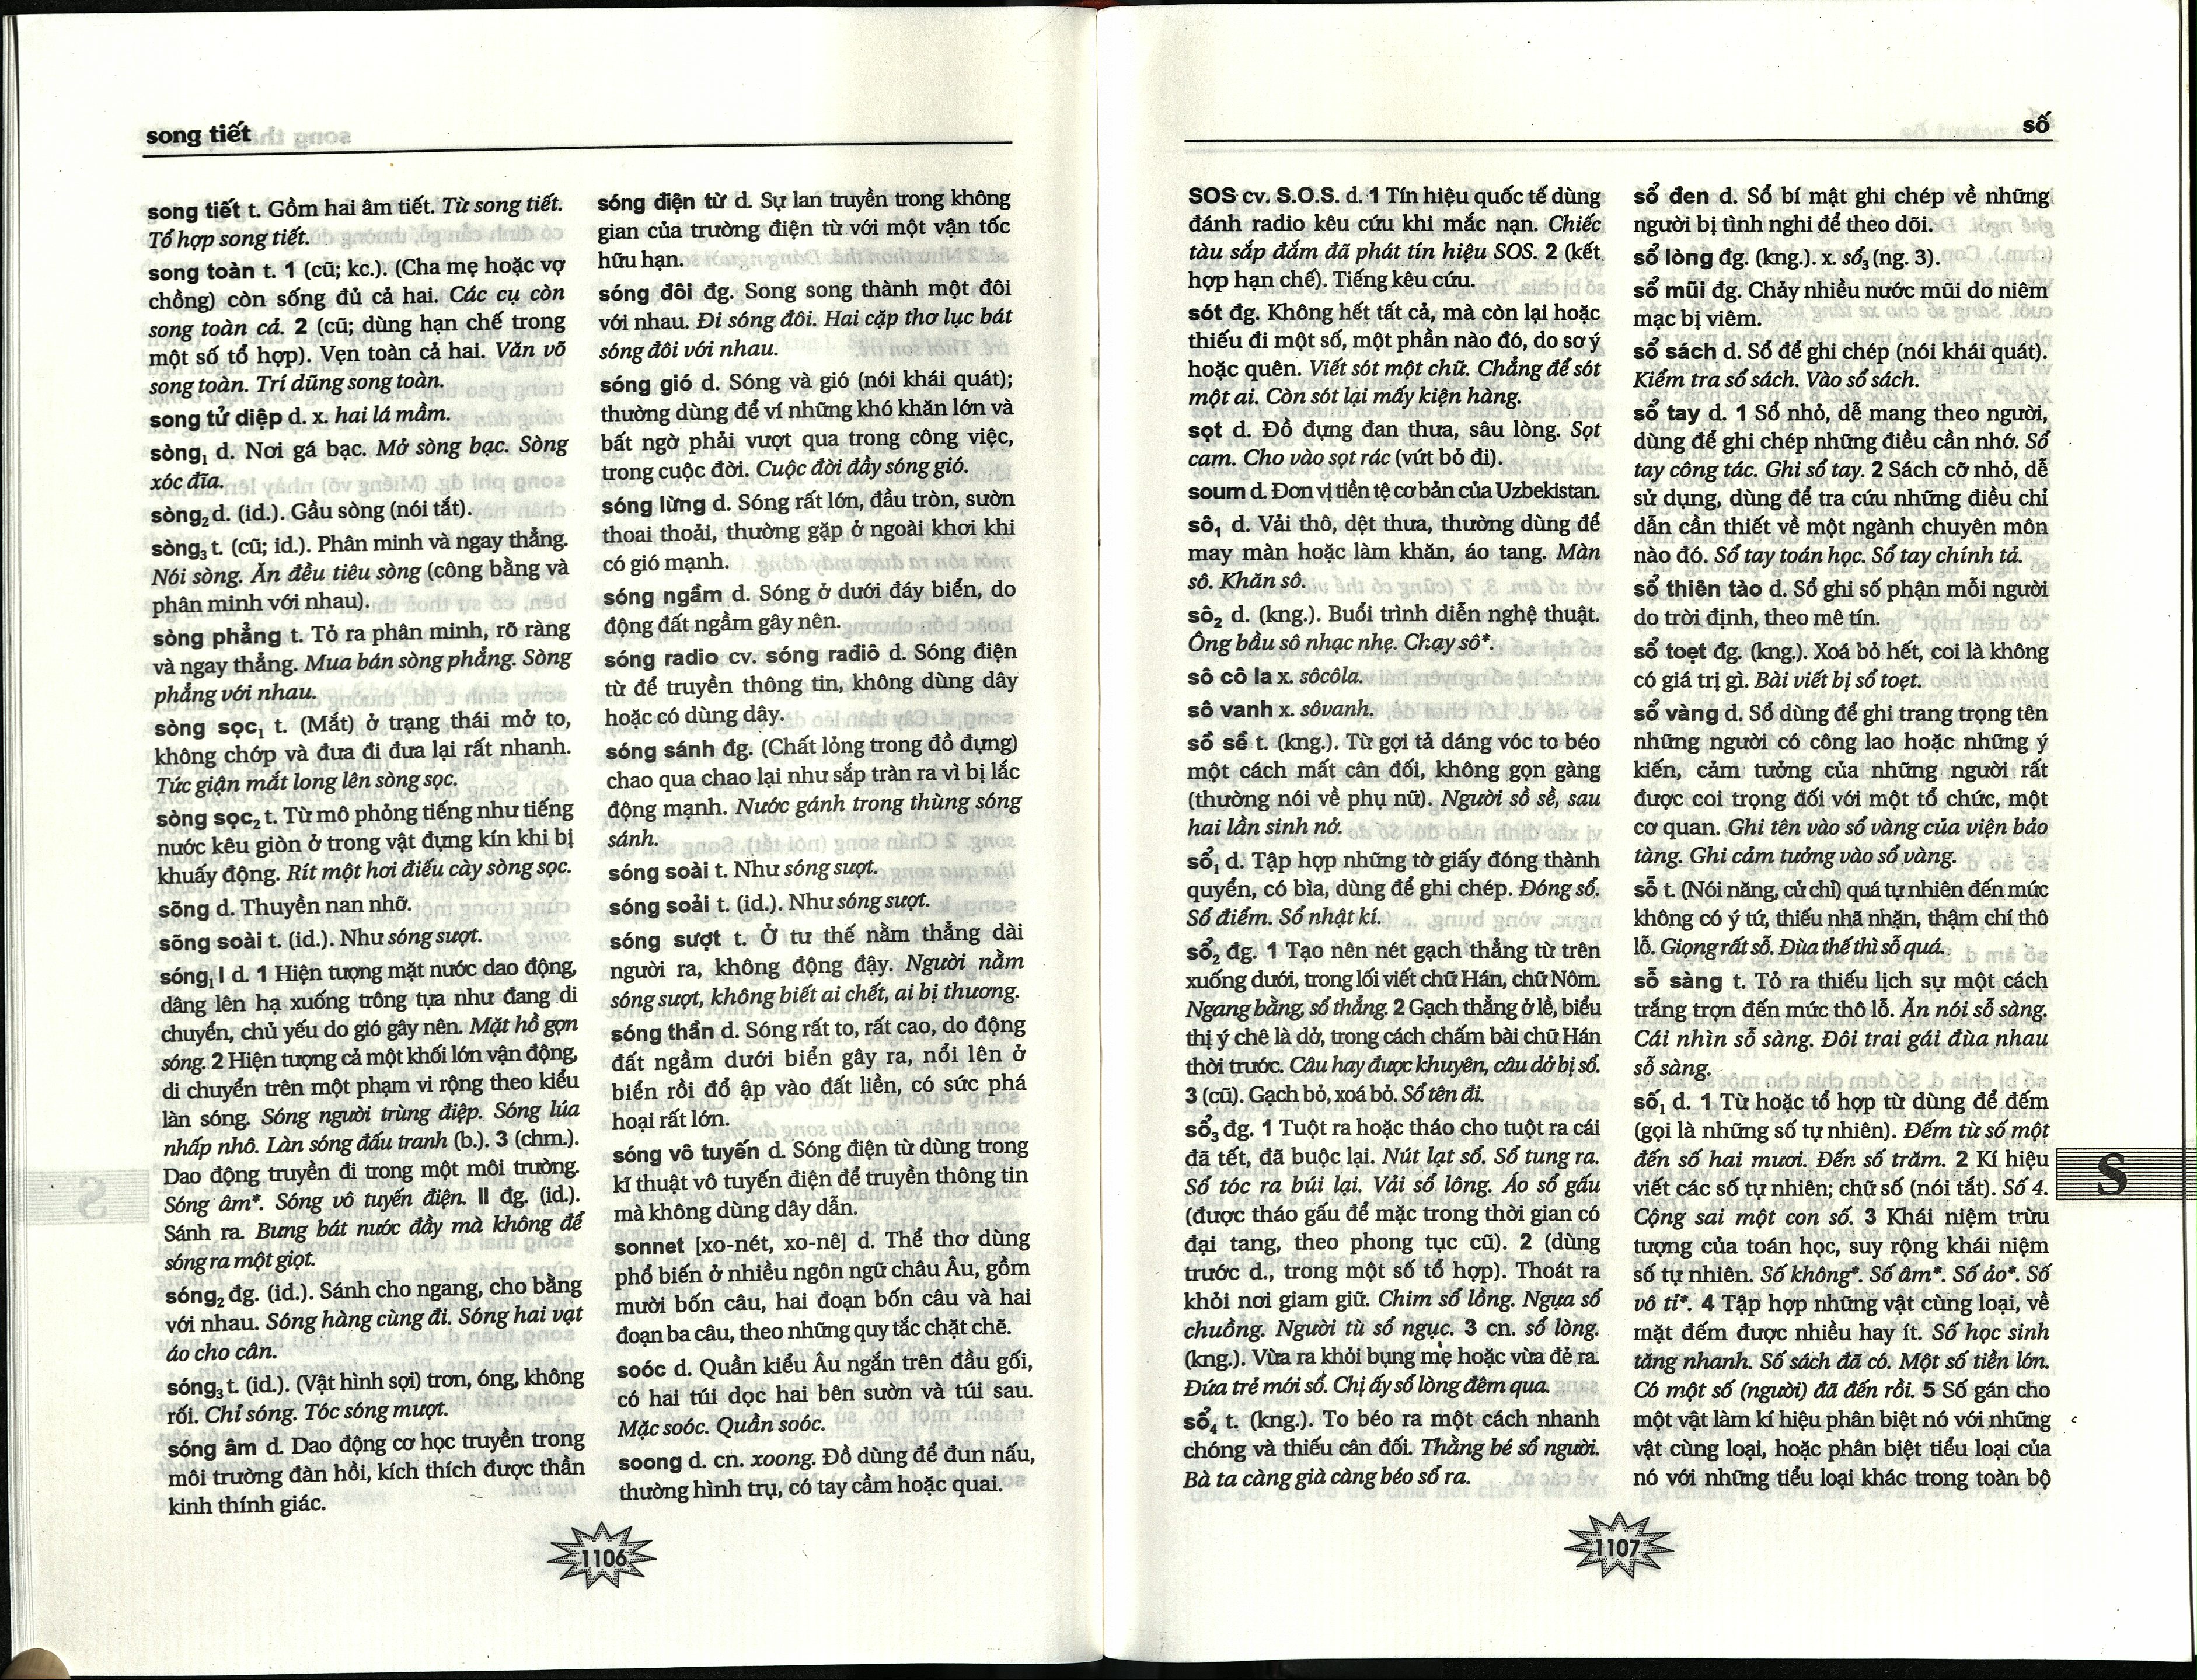 song tiết
song tiết t. Gồm hai âm tiết. Từ song tiết.
Tổ hợp song tiết.
song toàn t. 1 (cũ; kc.). (Cha mẹ hoặc vợ
chồng) còn sống đủ cả hai. Các cụ còn
song toàn cả. 2 (cũ; dùng hạn chế trong
một số tổ hợp). Vẹn toàn cả hai. Văn võ
song toàn. Trí dũng song toàn.
song tử diệp d. x. hai lá mầm.
sòng₁ d. Nơi gá bạc. Mở sòng bạc. Sòng
xóc đĩa.
sòng₂ d. (id.). Gầu sòng (nói tắt).
sòng₃ t. (cũ; id.). Phân minh và ngay thẳng.
Nói sòng. Ăn đều tiêu sòng (công bằng và
phân minh với nhau).
sòng phẳng t. Tỏ ra phân minh, rõ ràng
và ngay thẳng. Mua bán sòng phẳng. Sòng
phẳng với nhau.
sòng sọc₁ t. (Mắt) ở trạng thái mở to,
không chớp và đưa đi đưa lại rất nhanh.
Tức giận mắt long lên sòng sọc.
sòng sọc₂ t. Từ mô phỏng tiếng như tiếng
nước kêu giòn ở trong vật đựng kín khi bị
khuấy động. Rít một hơi điếu cày sòng sọc.
sõng d. Thuyền nan nhỡ.
sõng soài t. (id.). Như sóng sượt.
sóng₁ I d. 1 Hiện tượng mặt nước dao động,
dâng lên hạ xuống trông tựa như đang di
chuyển, chủ yếu do gió gây nên. Mặt hồ gợn
sóng. 2 Hiện tượng cả một khối lớn vận động,
di chuyển trên một phạm vi rộng theo kiểu
làn sóng. Sóng người trùng điệp. Sóng lúa
nhấp nhô. Làn sóng đấu tranh (b.). 3 (chm.).
Dao động truyền đi trong một môi trường.
Sóng âm*. Sóng vô tuyến điện. II đg. (id.).
Sánh ra. Bưng bát nước đầy mà không để
sóng ra một giọt.
sóng₂ đg. (id.). Sánh cho ngang, cho bằng
với nhau. Sóng hàng cùng đi. Sóng hai vạt
áo cho cân.
sóng₃ t. (id.). (Vật hình sợi) trơn, óng, không
rối. Chỉ sóng. Tóc sóng mượt.
sóng âm d. Dao động cơ học truyền trong
môi trường đàn hồi, kích thích được thần
kinh thính giác.
sóng điện từ d. Sự lan truyền trong không
gian của trường điện từ với một vận tốc
hữu hạn.
sóng đôi đg. Song song thành một đôi
với nhau. Đi sóng đôi. Hai cặp thơ lục bát
sóng đôi với nhau.
sóng gió d. Sóng và gió (nói khái quát);
thường dùng để ví những khó khăn lớn và
bất ngờ phải vượt qua trong công việc,
trong cuộc đời. Cuộc đời đầy sóng gió.
sóng lừng d. Sóng rất lớn, đầu tròn, sườn
thoai thoải, thường gặp ở ngoài khơi khi
có gió mạnh.
sóng ngầm d. Sóng ở dưới đáy biển, do
động đất ngầm gây nên.
sóng radio cv. sóng rađiô d. Sóng điện
từ để truyền thông tin, không dùng dây
hoặc có dùng dây.
sóng sánh đg. (Chất lỏng trong đồ đựng)
chao qua chao lại như sắp tràn ra vì bị lắc
động mạnh. Nước gánh trong thùng sóng
sánh.
sóng soài t. Như sóng sượt.
sóng soải t. (id.). Như sóng sượt.
sóng sượt t. Ở tư thế nằm thẳng dài
người ra, không động đậy. Người nằm
sóng sượt, không biết ai chết, ai bị thương.
sóng thần d. Sóng rất to, rất cao, do động
đất ngầm dưới biển gây ra, nổi lên ở
biển rồi đổ ập vào đất liền, có sức phá
hoại rất lớn.
sóng vô tuyến d. Sóng điện từ dùng trong
kĩ thuật vô tuyến điện để truyền thông tin
mà không dùng dây dẫn.
sonnet [xo-nét, xo-nê] d. Thể thơ dùng
phổ biến ở nhiều ngôn ngữ châu Âu, gồm
mười bốn câu, hai đoạn bốn câu và hai
đoạn ba câu, theo những quy tắc chặt chẽ.
soóc d. Quần kiểu Âu ngắn trên đầu gối,
có hai túi dọc hai bên sườn và túi sau.
Mặc soóc. Quần soóc.
soong d. cn. xoong. Đồ dùng để đun nấu,
thường hình trụ, có tay cầm hoặc quai.
1106
số
SOS cv. S.O.S. d. 1 Tín hiệu quốc tế dùng
đánh radio kêu cứu khi mắc nạn. Chiếc
tàu sắp đắm đã phát tín hiệu SOS. 2 (kết
hợp hạn chế). Tiếng kêu cứu.
sót đg. Không hết tất cả, mà còn lại hoặc
thiếu đi một số, một phần nào đó, do sơ ý
hoặc quên. Viết sót một chữ. Chẳng để sót
một ai. Còn sót lại mấy kiện hàng.
sọt d. Đồ đựng đan thưa, sâu lòng. Sọt
cam. Cho vào sọt rác (vứt bỏ đi).
soum d. Đơn vị tiền tệ cơ bản của Uzbekistan.
sô₁ d. Vải thô, dệt thưa, thường dùng để
may màn hoặc làm khăn, áo tang. Màn
sô. Khăn sô.
sô₂ d. (kng.). Buổi trình diễn nghệ thuật.
Ông bầu sô nhạc nhẹ. Chạy sô*.
sô cô la x. sôcôla.
sô vanh x. sôvanh.
sồ sề t. (kng.). Từ gợi tả dáng vóc to béo
một cách mất cân đối, không gọn gàng
(thường nói về phụ nữ). Người sồ sề, sau
hai lần sinh nở.
sổ₁ d. Tập hợp những tờ giấy đóng thành
quyển, có bìa, dùng để ghi chép. Đóng sổ.
Sổ điểm. Sổ nhật kí.
sổ₂ đg. 1 Tạo nên nét gạch thẳng từ trên
xuống dưới, trong lối viết chữ Hán, chữ Nôm.
Ngang bằng, sổ thẳng. 2 Gạch thẳng ở lề, biểu
thị ý chê là dở, trong cách chấm bài chữ Hán
thời trước. Câu hay được khuyên, câu dở bị sổ.
3 (cũ). Gạch bỏ, xoá bỏ. Sổ tên đi.
sổ₃ đg. 1 Tuột ra hoặc tháo cho tuột ra cái
đã tết, đã buộc lại. Nút lạt sổ. Sổ tung ra.
Sổ tóc ra búi lại. Vải sổ lông. Áo sổ gấu
(được tháo gấu để mặc trong thời gian có
đại tang, theo phong tục cũ). 2 (dùng
trước d., trong một số tổ hợp). Thoát ra
khỏi nơi giam giữ. Chim sổ lồng. Ngựa sổ
chuồng. Người tù sổ ngục. 3 cn. sổ lòng.
(kng.). Vừa ra khỏi bụng mẹ hoặc vừa đẻ ra.
Đứa trẻ mới sổ. Chị ấy sổ lòng đêm qua.
sổ₄ t. (kng.). To béo ra một cách nhanh
chóng và thiếu cân đối. Thằng bé sổ người.
Bà ta càng già càng béo sổ ra.
sổ đen d. Sổ bí mật ghi chép về những
người bị tình nghi để theo dõi.
sổ lòng đg. (kng.). x. sổ₃ (ng. 3).
sổ mũi đg. Chảy nhiều nước mũi do niêm
mạc bị viêm.
sổ sách d. Sổ để ghi chép (nói khái quát).
Kiểm tra sổ sách. Vào sổ sách.
sổ tay d. 1 Sổ nhỏ, dễ mang theo người,
dùng để ghi chép những điều cần nhớ. Sổ
tay công tác. Ghi sổ tay. 2 Sách cỡ nhỏ, dễ
sử dụng, dùng để tra cứu những điều chỉ
dẫn cần thiết về một ngành chuyên môn
nào đó. Sổ tay toán học. Sổ tay chính tả.
sổ thiên tào d. Sổ ghi số phận mỗi người
do trời định, theo mê tín.
sổ toẹt đg. (kng.). Xoá bỏ hết, coi là không
có giá trị gì. Bài viết bị sổ toẹt.
sổ vàng d. Sổ dùng để ghi trang trọng tên
những người có công lao hoặc những ý
kiến, cảm tưởng của những người rất
được coi trọng đối với một tổ chức, một
cơ quan. Ghi tên vào sổ vàng của viện bảo
tàng. Ghi cảm tưởng vào sổ vàng.
sỗ t. (Nói năng, cử chỉ) quá tự nhiên đến mức
không có ý tứ, thiếu nhã nhặn, thậm chí thô
lỗ. Giọng rất sỗ. Đùa thế thì sỗ quá.
sỗ sàng t. Tỏ ra thiếu lịch sự một cách
trắng trợn đến mức thô lỗ. Ăn nói sỗ sàng.
Cái nhìn sỗ sàng. Đôi trai gái đùa nhau
sỗ sàng.
số₁ d. 1 Từ hoặc tổ hợp từ dùng để đếm
(gọi là những số tự nhiên). Đếm từ số một
đến số hai mươi. Đến số trăm. 2 Kí hiệu
viết các số tự nhiên; chữ số (nói tắt). Số 4.
Cộng sai một con số. 3 Khái niệm trừu
tượng của toán học, suy rộng khái niệm
số tự nhiên. Số không*. Số âm*. Số ảo*. Số
vô tỉ*. 4 Tập hợp những vật cùng loại, về
mặt đếm được nhiều hay ít. Số học sinh
tăng nhanh. Số sách đã có. Một số tiền lớn.
Có một số (người) đã đến rồi. 5 Số gán cho
một vật làm kí hiệu phân biệt nó với những
vật cùng loại, hoặc phân biệt tiểu loại của
nó với những tiểu loại khác trong toàn bộ
S
1107